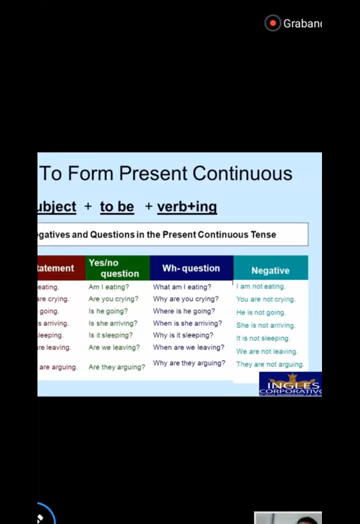 Graban
To Form Present Continuous
ubject + to be + verb+ing
egatives and Questions in the Present Continuous Tense
tatement Yes/no question Wh- question Negative
eating. Am I eating? What am I eating? I am not eating.
re crying. Are you crying? Why are you crying? You are not crying.
going. Is he going? Where is he going? He is not going.
s arriving. Is she arriving? When is she arriving? She is not arriving.
leeping. Is it sleeping? Why is it sleeping? It is not sleeping.
re leaving. Are we leaving? When are we leaving? We are not leaving.
are arguing. Are they arguing? Why are they arguing? They are not arguing.
INGLES
CORPORATIVO